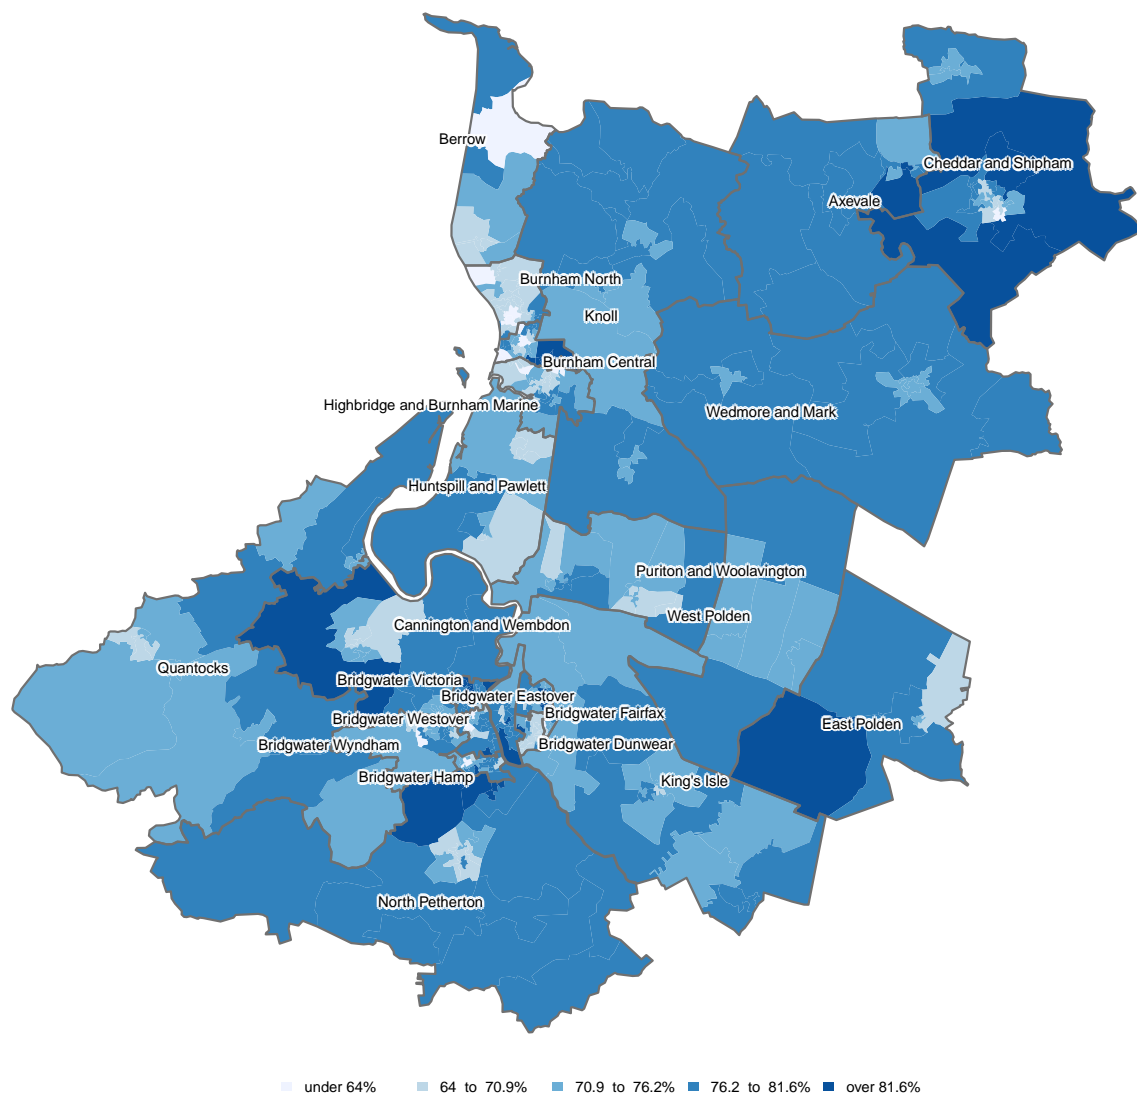 Berrow
Cheddar and Shipham
Axevale
Burnham North
Knoll
Burnham Central
Highbridge and Burnham Marine
Wedmore and Mark
Huntspill and Pawlett
Puriton and Woolavington
West Polden
Cannington and Wembdon
Quantocks
Bridgwater Victoria
Bridgwater Eastover
Bridgwater Westover
Bridgwater Fairfax
East Polden
Bridgwater Wyndham
Bridgwater Dunwear
Bridgwater Hamp
King's Isle
North Petherton
under 64% 64 to 70.9% 70.9 to 76.2% 76.2 to 81.6% over 81.6%